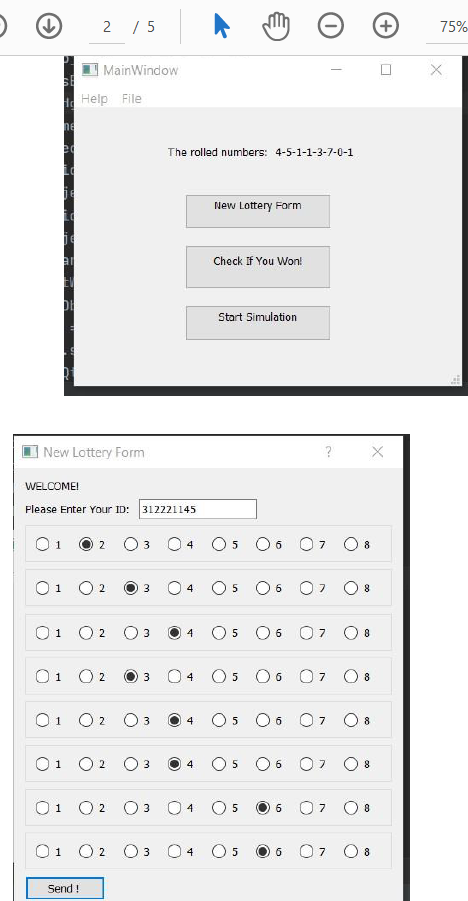 2 / 5 75%
MainWindow
Help File
The rolled numbers: 4-5-1-1-3-7-0-1
New Lottery Form
Check If You Won!
Start Simulation
New Lottery Form ?
WELCOME!
Please Enter Your ID: 312221145
1 2 3 4 5 6 7 8
1 2 3 4 5 6 7 8
1 2 3 4 5 6 7 8
1 2 3 4 5 6 7 8
1 2 3 4 5 6 7 8
1 2 3 4 5 6 7 8
1 2 3 4 5 6 7 8
1 2 3 4 5 6 7 8
Send !